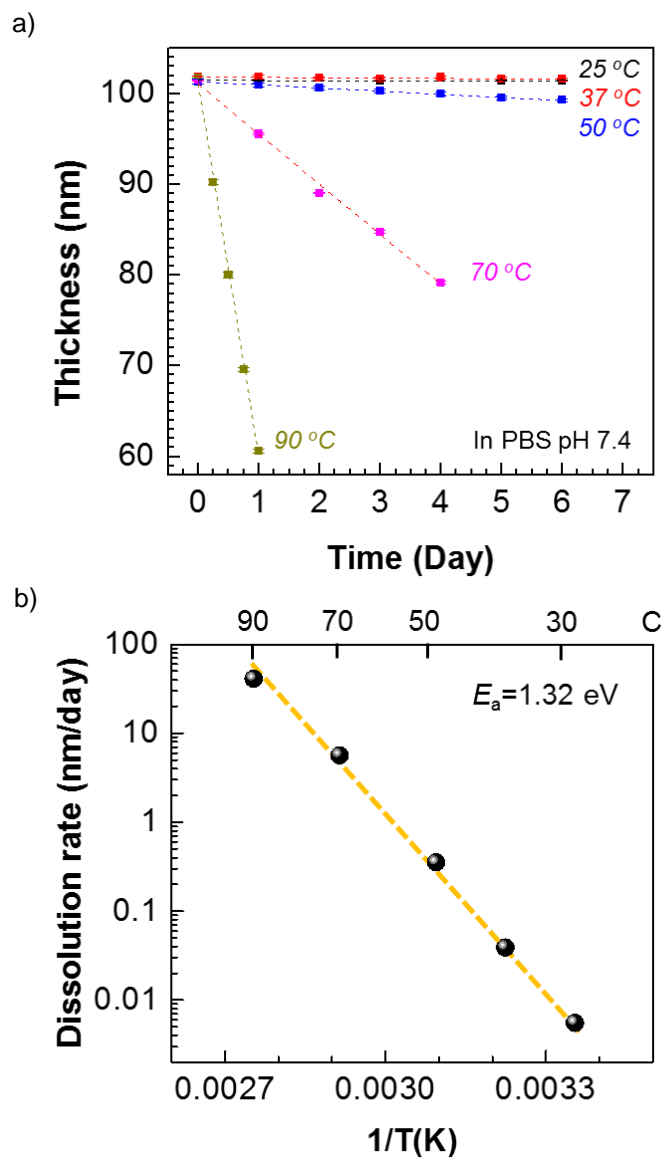 a)
100
90
80
70
60
Thickness (nm)
25 °C
37 °C
50 °C
70 °C
90 °C
In PBS pH 7.4
0 1 2 3 4 5 6 7
Time (Day)
b)
90 70 50 30 C
100
10
1
0.1
0.01
Dissolution rate (nm/day)
Ea=1.32 eV
0.0027 0.0030 0.0033
1/T(K)